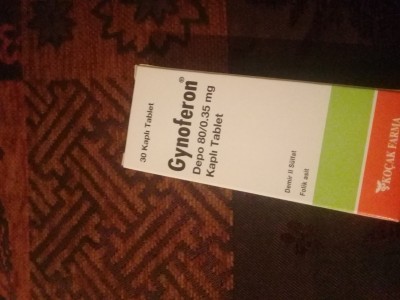 30 Kaplı Tablet
Gynoferon®
Depo 80/0.35 mg
Kaplı Tablet
Demir II Sülfat
Folik asit
KOÇAK FARMA